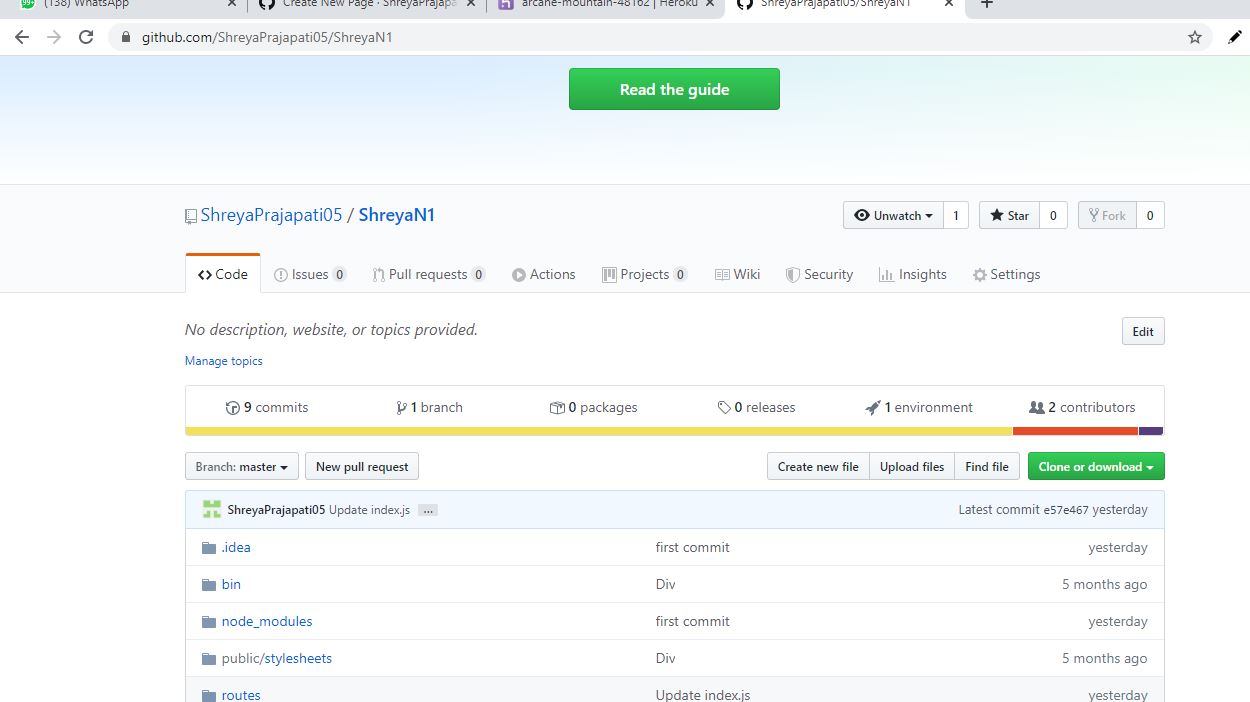 99+ (138) WhatsApp × Create New Page · ShreyaPrajapa × arcane-mountain-48162 | Heroku × ShreyaPrajapati05/ShreyaN1 × +
github.com/ShreyaPrajapati05/ShreyaN1
Read the guide
ShreyaPrajapati05 / ShreyaN1
Unwatch 1 Star 0 Fork 0
<> Code Issues 0 Pull requests 0 Actions Projects 0 Wiki Security Insights Settings
No description, website, or topics provided.
Edit
Manage topics
9 commits 1 branch 0 packages 0 releases 1 environment 2 contributors
Branch: master New pull request Create new file Upload files Find file Clone or download
ShreyaPrajapati05 Update index.js ... Latest commit e57e467 yesterday
.idea first commit yesterday
bin Div 5 months ago
node_modules first commit yesterday
public/stylesheets Div 5 months ago
routes Update index.js yesterday